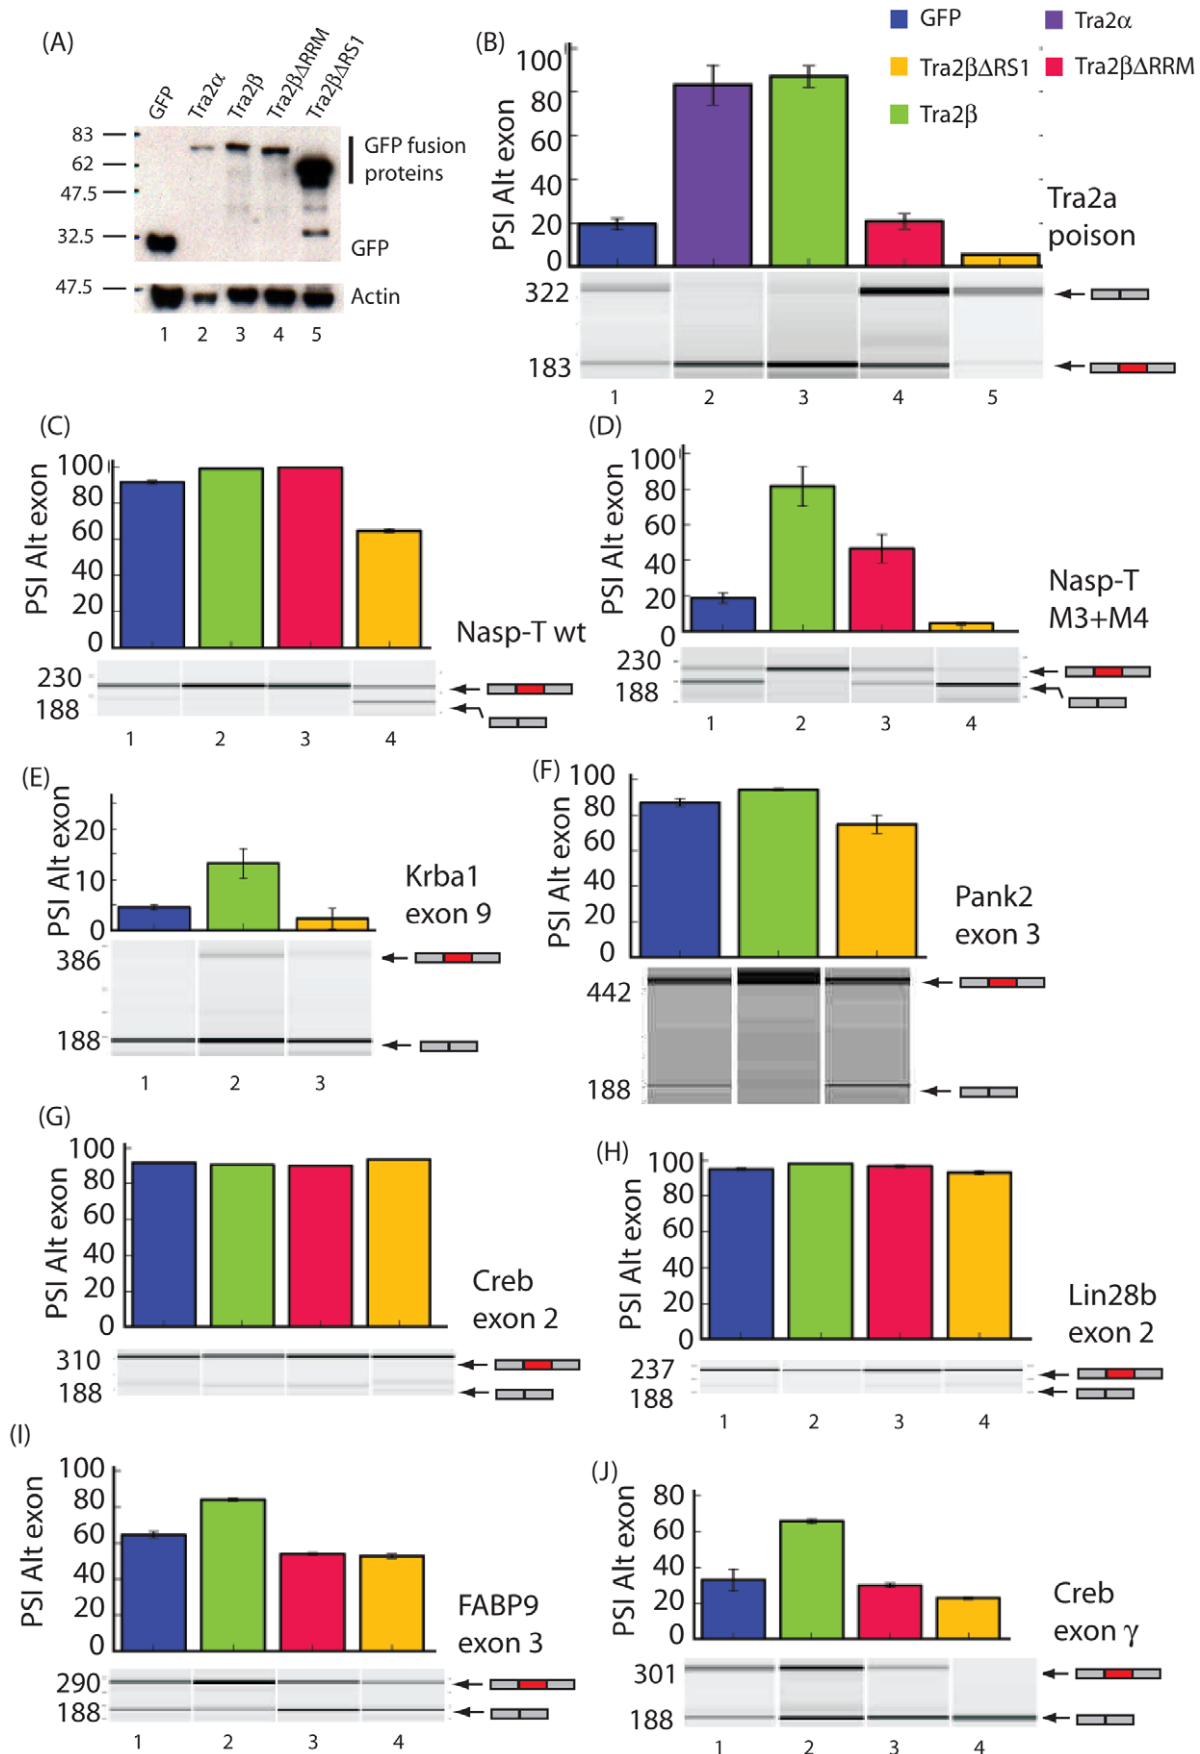 (A)
GFP
Tra2α
Tra2β
Tra2βΔRRM
Tra2βΔRS1
83
62
47.5
32.5
47.5
GFP fusion
proteins
GFP
Actin
1 2 3 4 5
(B)
GFP
Tra2α
Tra2βΔRS1
Tra2βΔRRM
Tra2β
PSI Alt exon
100
80
60
40
20
0
Tra2a
poison
322
183
1 2 3 4 5
(C)
PSI Alt exon
100
80
60
40
20
0
Nasp-T wt
230
188
1 2 3 4
(D)
PSI Alt exon
100
80
60
40
20
0
Nasp-T
M3+M4
230
188
1 2 3 4
(E)
PSI Alt exon
20
10
0
Krba1
exon 9
386
188
1 2 3
(F)
PSI Alt exon
100
80
60
40
20
0
Pank2
exon 3
442
188
(G)
PSI Alt exon
100
80
60
40
20
0
Creb
exon 2
310
188
(H)
PSI Alt exon
100
80
60
40
20
0
Lin28b
exon 2
237
188
1 2 3 4
(I)
PSI Alt exon
100
80
60
40
20
0
FABP9
exon 3
290
188
1 2 3 4
(J)
PSI Alt exon
80
60
40
20
0
Creb
exon γ
301
188
1 2 3 4